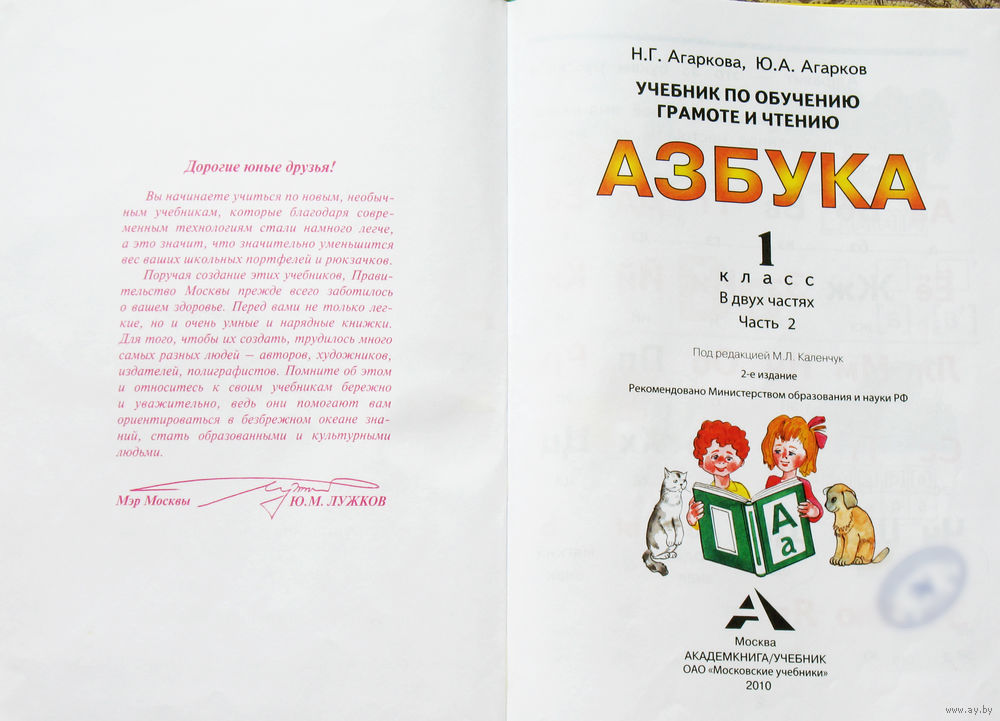 Дорогие юные друзья!
Вы начинаете учиться по новым, необыч-
ным учебникам, которые благодаря совре-
менным технологиям стали намного легче,
а это значит, что значительно уменьшится
вес ваших школьных портфелей и рюкзачков.
Поручая создание этих учебников, Прави-
тельство Москвы прежде всего заботилось
о вашем здоровье. Перед вами не только лег-
кие, но и очень умные и нарядные книжки.
Для того, чтобы их создать, трудилось много
самых разных людей – авторов, художников,
издателей, полиграфистов. Помните об этом
и относитесь к своим учебникам бережно
и уважительно, ведь они помогают вам
ориентироваться в безбрежном океане зна-
ний, стать образованными и культурными
людьми.
Мэр Москвы Ю.М. ЛУЖКОВ
Н.Г. Агаркова, Ю.А. Агарков
УЧЕБНИК ПО ОБУЧЕНИЮ
ГРАМОТЕ И ЧТЕНИЮ
АЗБУКА
1
класс
В двух частях
Часть 2
Под редакцией М.Л. Каленчук
2-е издание
Рекомендовано Министерством образования и науки РФ
А
а
Москва
АКАДЕМКНИГА/УЧЕБНИК
ОАО «Московские учебники»
2010
www.ay.by